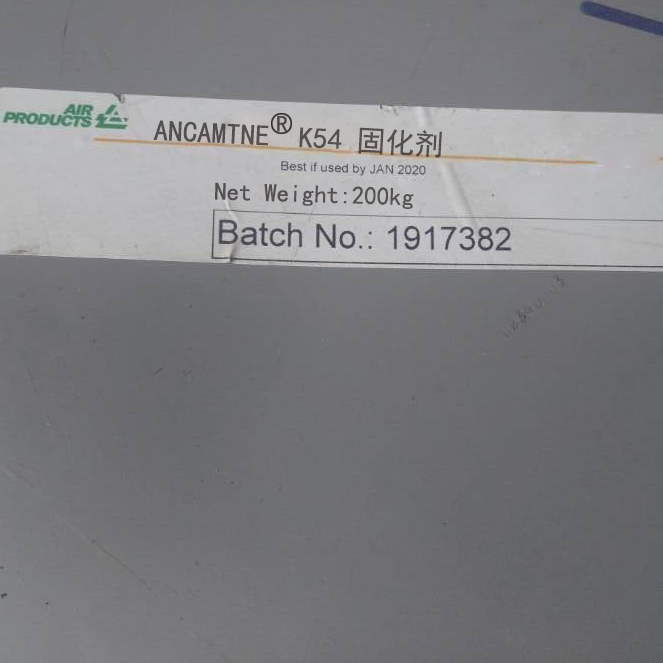 AIR
PRODUCTS
ANCAMTNE® K54 固化剂
Best if used by JAN 2020
Net Weight:200kg
Batch No.: 1917382